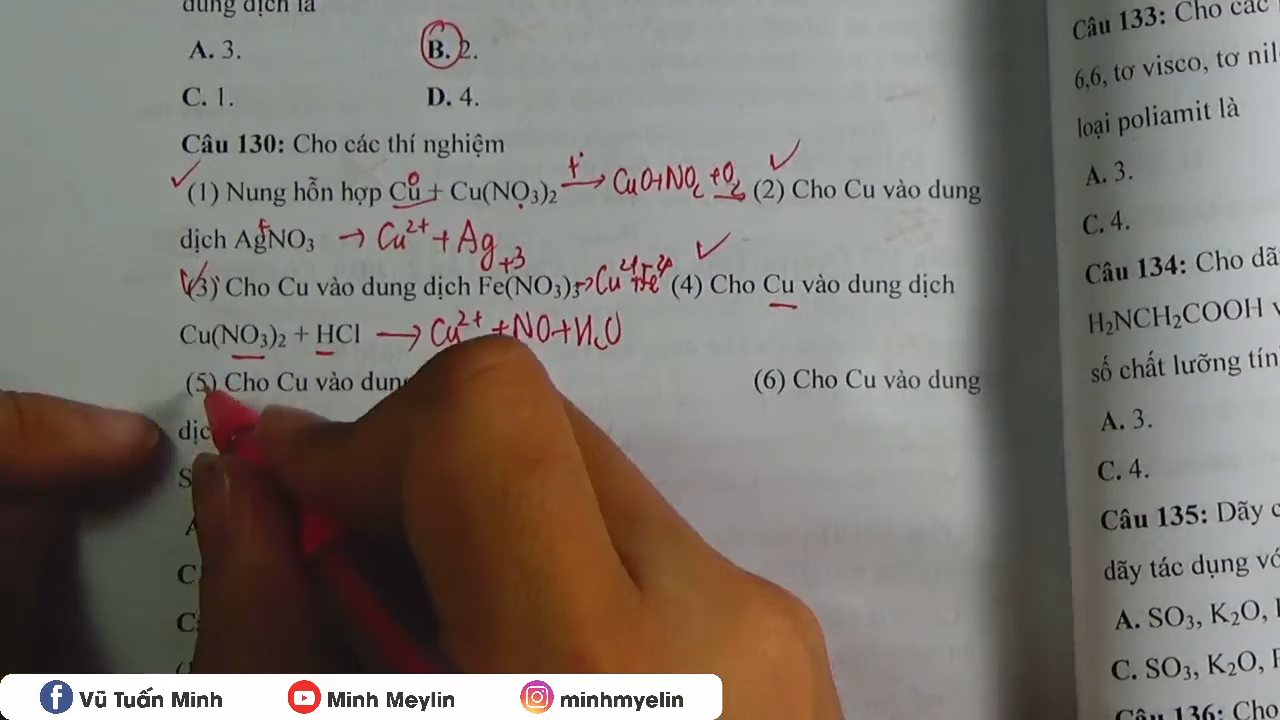 dung dịch là
A. 3. B. 2.
C. 1. D. 4.
Câu 130: Cho các thí nghiệm
(1) Nung hỗn hợp Cu + Cu(NO3)2 → CuO+NO2+O2 (2) Cho Cu vào dung
dịch AgNO3 → Cu2+ + Ag
+3
(3) Cho Cu vào dung dịch Fe(NO3)3 → Cu2+ Fe2+ (4) Cho Cu vào dung dịch
Cu(NO3)2 + HCl → Cu2+ + NO + H2O
(5) Cho Cu vào (6) Cho Cu vào dung
Câu 133: Cho các
6,6, tơ visco, tơ nil
loại poliamit là
A. 3.
C. 4.
Câu 134: Cho dã
H2NCH2COOH
số chất lưỡng tín
A. 3.
C. 4.
Câu 135: Dãy
dãy tác dụng
A. SO3, K2O,
C. SO3, K2O,
Câu 136: Cho
Vũ Tuấn Minh Minh Meylin minhmyelin